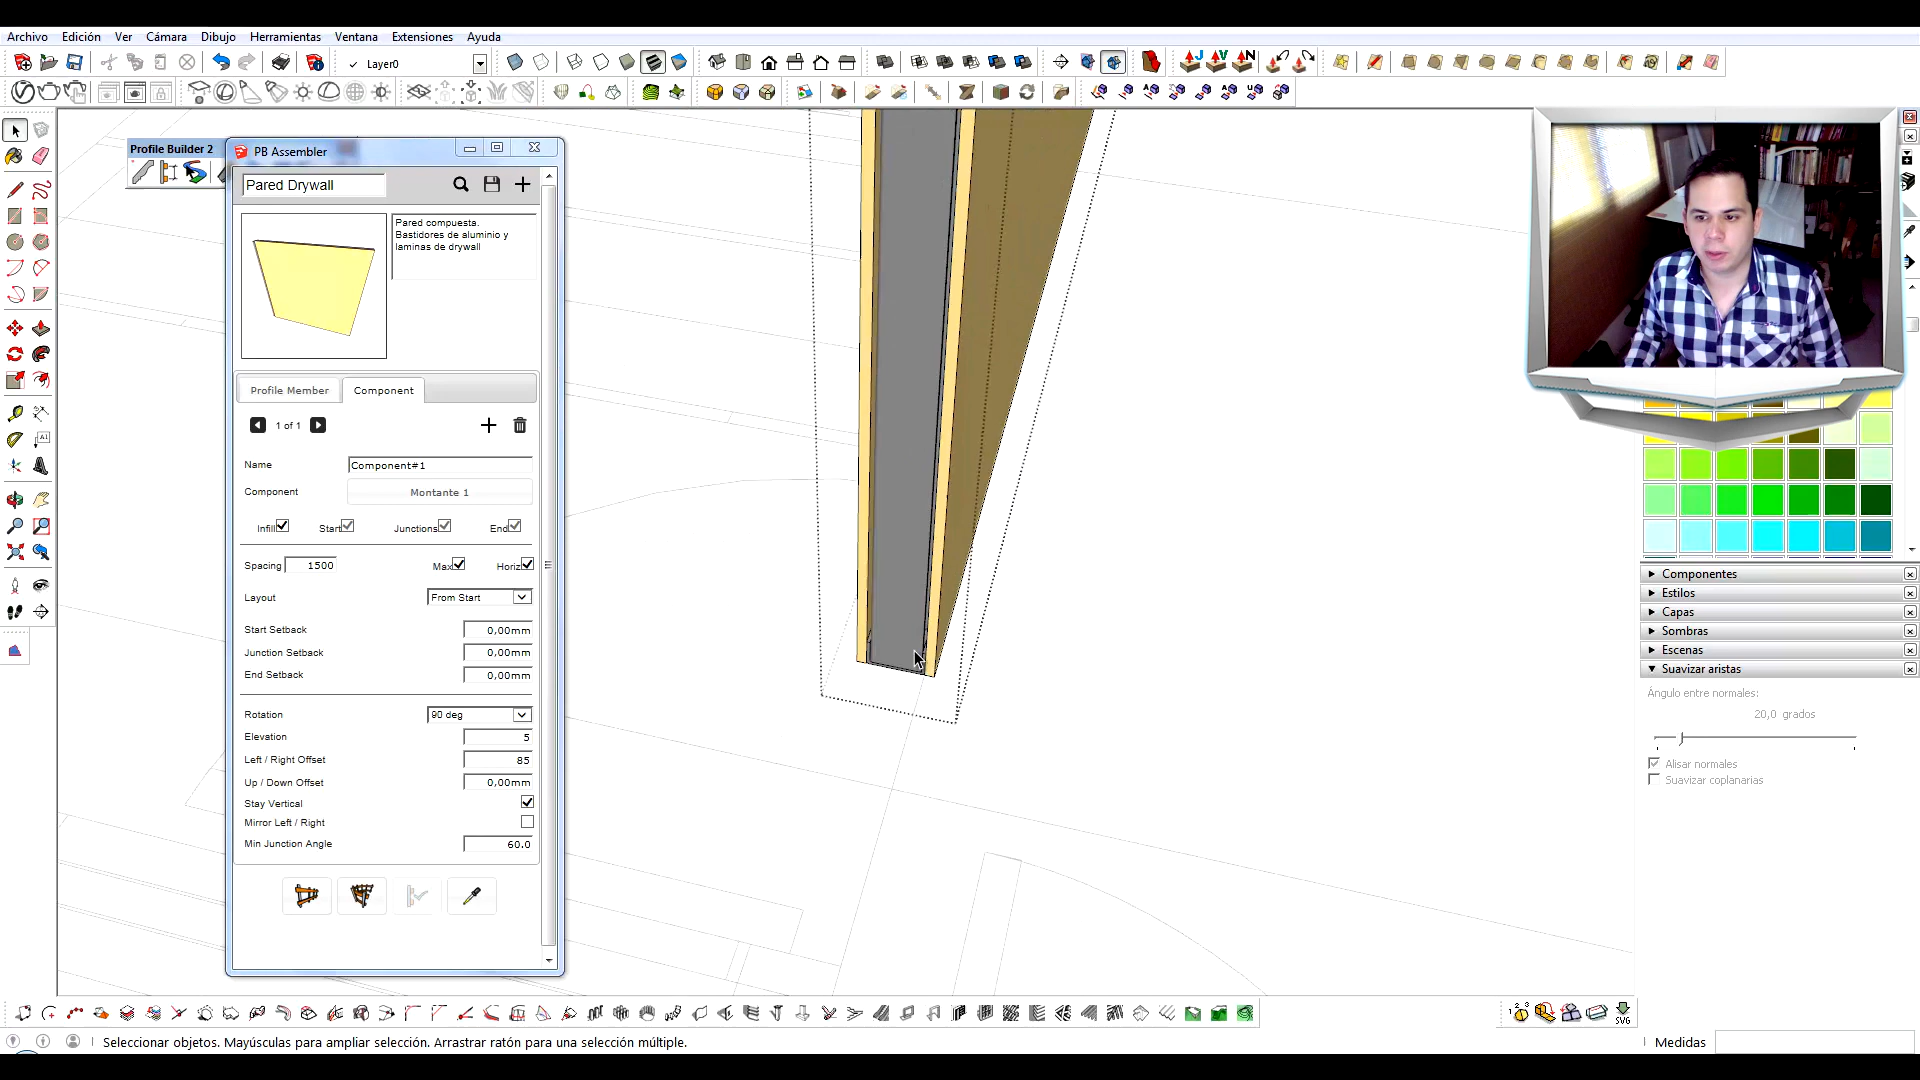 Archivo Edición Ver Cámara Dibujo Herramientas Ventana Extensiones Ayuda
Layer0
Profile Builder 2
PB Assembler
Pared Drywall
Pared compuesta.
Bastidores de aluminio y
laminas de drywall
Profile Member Component
1 of 1
Name Component#1
Component Montante 1
Infill Start Junctions End
Spacing 1500 Max Horiz
Layout From Start
Start Setback 0,00mm
Junction Setback 0,00mm
End Setback 0,00mm
Rotation 90 deg
Elevation 5
Left / Right Offset 85
Up / Down Offset 0,00mm
Stay Vertical
Mirror Left / Right
Min Junction Angle 60.0
Componentes
Estilos
Capas
Sombras
Escenas
Suavizar aristas
Ángulo entre normales:
20,0 grados
Alisar normales
Suavizar coplanarias
SVG
Seleccionar objetos. Mayúsculas para ampliar selección. Arrastrar ratón para una selección múltiple.
Medidas